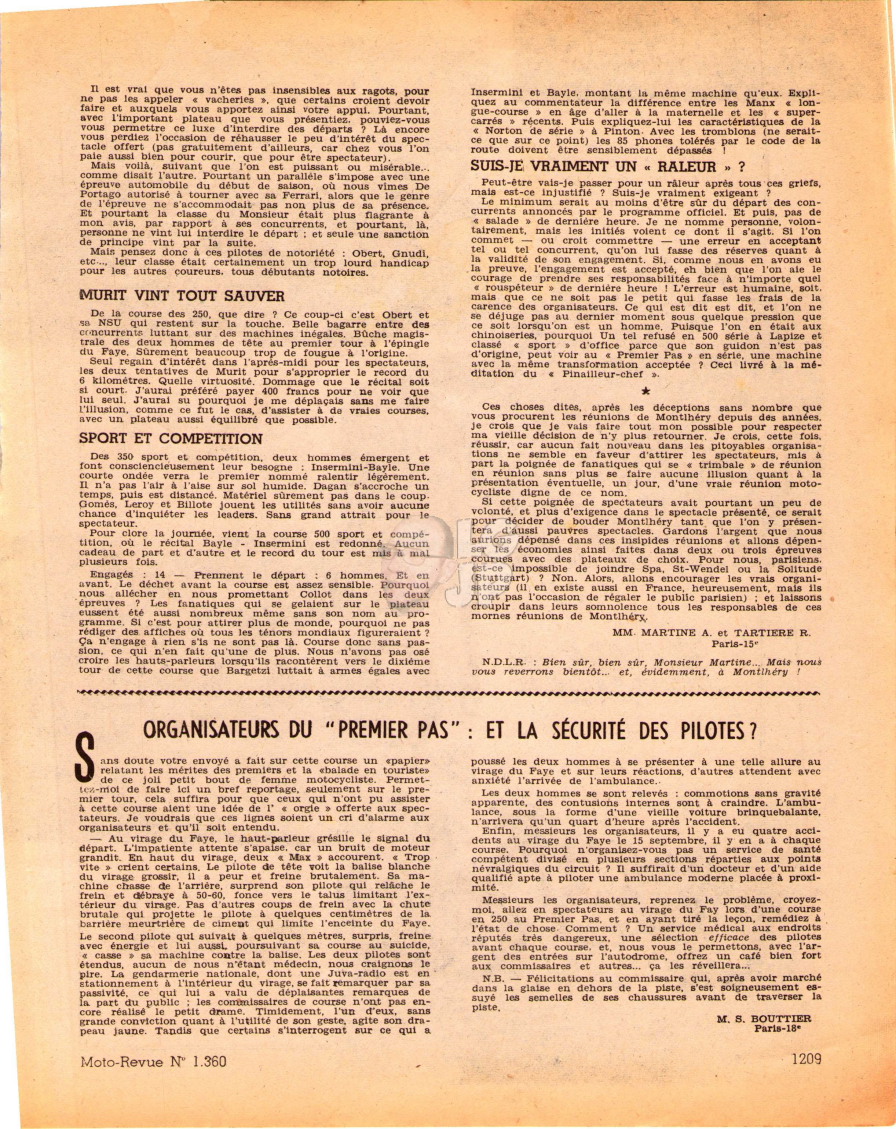 Il est vrai que vous n'êtes pas insensibles aux ragots, pour
ne pas les appeler « vacheries », que certains croient devoir
faire et auxquels vous apportez ainsi votre appui. Pourtant,
avec l'important plateau que vous présentiez, pouviez-vous
vous permettre ce luxe d'interdire des départs ? Là encore
vous perdiez l'occasion de réhausser le peu d'intérêt du spec-
tacle offert (pas gratuitement d'ailleurs, car chez vous l'on
paie aussi bien pour courir, que pour être spectateur).
Mais voilà, suivant que l'on est puissant ou misérable...
comme disait l'autre. Pourtant un parallèle s'impose avec une
épreuve automobile du début de saison, où nous vîmes De
Portago autorisé à tourner avec sa Ferrari, alors que le genre
de l'épreuve ne s'accommodait pas non plus de sa présence.
Et pourtant la classe du Monsieur était plus flagrante à
mon avis, par rapport à ses concurrents, et pourtant, là,
personne ne vint lui interdire le départ ; et seule une sanction
de principe vint par la suite.
Mais pensez donc à ces pilotes de notoriété : Obert, Gnudi,
etc..., leur classe était certainement un trop lourd handicap
pour les autres coureurs, tous débutants notoires.
MURIT VINT TOUT SAUVER
De la course des 250, que dire ? Ce coup-ci c'est Obert et
sa NSU qui restent sur la touche. Belle bagarre entre des
concurrents luttant sur des machines inégales. Bûche magis-
trale des deux hommes de tête au premier tour à l'épingle
du Faye. Sûrement beaucoup trop de fougue à l'origine.
Seul regain d'intérêt dans l'après-midi pour les spectateurs,
les deux tentatives de Murit pour s'approprier le record du
6 kilomètres. Quelle virtuosité. Dommage que le récital soit
si court. J'aurai préféré payer 400 francs pour ne voir que
lui seul. J'aurai su pourquoi je me déplaçais sans me faire
l'illusion, comme ce fut le cas, d'assister à de vraies courses,
avec un plateau aussi équilibré que possible.
SPORT ET COMPETITION
Des 350 sport et compétition, deux hommes émergent et
font consciencieusement leur besogne : Insermini-Bayle. Une
courte ondée verra le premier nommé ralentir légèrement.
Il n'a pas l'air à l'aise sur sol humide. Dagan s'accroche un
temps, puis est distancé. Matériel sûrement pas dans le coup.
Gomés, Leroy et Billote jouent les utilités sans avoir aucune
chance d'inquiéter les leaders. Sans grand attrait pour le
spectateur.
Pour clore la journée, vient la course 500 sport et compé-
tition, où le récital Bayle - Insermini est redonné. Aucun
cadeau de part et d'autre et le record du tour est mis à mal
plusieurs fois.
Engagés : 14 — Prennent le départ : 6 hommes. Et en
avant. Le déchet avant la course est assez sensible. Pourquoi
nous allécher en nous promettant Collot dans les deux
épreuves ? Les fanatiques qui se gelaient sur le plateau
eussent été aussi nombreux même sans son nom au pro-
gramme. Si c'est pour attirer plus de monde, pourquoi ne pas
rédiger des affiches où tous les ténors mondiaux figureraient ?
Ça n'engage à rien s'is ne sont pas là. Course donc sans pas-
sion, ce qui n'en fait qu'une de plus. Nous n'avons pas osé
croire les hauts-parleurs lorsqu'ils racontèrent vers le dixième
tour de cette course que Bargetzi luttait à armes égales avec
Insermini et Bayle, montant la même machine qu'eux. Expli-
quez au commentateur la différence entre les Manx « lon-
gue-course » en âge d'aller à la maternelle et les « super-
carrés » récents. Puis expliquez-lui les caractéristiques de la
« Norton de série » à Pinton. Avec les tromblons (ne serait-
ce que sur ce point) les 85 phones tolérés par le code de la
route doivent être sensiblement dépassés !
SUIS-JE VRAIMENT UN « RALEUR » ?
Peut-être vais-je passer pour un râleur après tous ces griefs,
mais est-ce injustifié ? Suis-je vraiment exigeant ?
Le minimum serait au moins d'être sûr du départ des con-
currents annoncés par le programme officiel. Et puis, pas de
« salade » de dernière heure. Je ne nomme personne, volon-
tairement, mais les initiés voient ce dont il s'agit. Si l'on
commet — ou croit commettre — une erreur en acceptant
tel ou tel concurrent, qu'on lui fasse des réserves quant à
la validité de son engagement. Si, comme nous en avons eu
la preuve, l'engagement est accepté, eh bien que l'on aie le
courage de prendre ses responsabilités face à n'importe quel
« rouspéteur » de dernière heure ! L'erreur est humaine, soit,
mais que ce ne soit pas le petit qui fasse les frais de la
carence des organisateurs. Ce qui est dit est dit, et l'on ne
se déjuge pas au dernier moment sous quelque pression que
ce soit lorsqu'on est un homme. Puisque l'on en était aux
chinoiseries, pourquoi Un tel refusé en 500 série à Lapize et
classé « sport » d'office parce que son guidon n'est pas
d'origine, peut voir au « Premier Pas » en série, une machine
avec la même transformation acceptée ? Ceci livré à la mé-
ditation du « Pinailleur-chef ».
★
Ces choses dites, après les déceptions sans nombre que
vous procurent les réunions de Montlhéry depuis des années,
je crois que je vais faire tout mon possible pour respecter
ma vieille décision de n'y plus retourner. Je crois, cette fois,
réussir, car aucun fait nouveau dans les pitoyables organisa-
tions ne semble en faveur d'attirer les spectateurs, mis à
part la poignée de fanatiques qui se « trimbale » de réunion
en réunion sans plus se faire aucune illusion quant à la
présentation éventuelle, un jour, d'une vraie réunion moto-
cycliste digne de ce nom.
Si cette poignée de spectateurs avait pourtant un peu de
volonté, et plus d'exigence dans le spectacle présenté, ce serait
pour décider de bouder Montlhéry tant que l'on y présen-
tera d'aussi pauvres spectacles. Gardons l'argent que nous
aurions dépensé dans ces insipides réunions et allons dépen-
ser les économies ainsi faites dans deux ou trois épreuves
courues avec des plateaux de choix. Pour nous, parisiens,
est-ce impossible de joindre Spa, St-Wendel ou la Solitude
(Stuttgart) ? Non. Alors, allons encourager les vrais organi-
sateurs (il en existe aussi en France, heureusement, mais ils
n'ont pas l'occasion de régaler le public parisien) ; et laissons
croupir dans leurs somnolence tous les responsables de ces
mornes réunions de Montlhéry.
MM. MARTINE A. et TARTIERE R.
Paris-15e
N.D.L.R. : Bien sûr, bien sûr, Monsieur Martine... Mais nous
vous reverrons bientôt... et, évidemment, à Montlhéry !
ORGANISATEURS DU "PREMIER PAS" : ET LA SÉCURITÉ DES PILOTES ?
Sans doute votre envoyé a fait sur cette course un «papier»
relatant les mérites des premiers et la «balade en touriste»
de ce joli petit bout de femme motocycliste. Permet-
tez-moi de faire ici un bref reportage, seulement sur le pre-
mier tour, cela suffira pour que ceux qui n'ont pu assister
à cette course aient une idée de l' « orgie » offerte aux spec-
tateurs. Je voudrais que ces lignes soient un cri d'alarme aux
organisateurs et qu'il soit entendu.
— Au virage du Faye, le haut-parleur grésille le signal du
départ. L'impatiente attente s'apaise, car un bruit de moteur
grandit. En haut du virage, deux « Max » accourent. « Trop
vite » crient certains. Le pilote de tête voit la balise blanche
du virage grossir, il a peur et freine brutalement. Sa ma-
chine chasse de l'arrière, surprend son pilote qui relâche le
frein et débraye à 50-60, fonce vers le talus limitant l'ex-
térieur du virage. Pas d'autres coups de frein avec la chute
brutale qui projette le pilote à quelques centimètres de la
barrière meurtrière de ciment qui limite l'enceinte du Faye.
Le second pilote qui suivait à quelques mètres, surpris, freine
avec énergie et lui aussi, poursuivant sa course au suicide,
« casse » sa machine contre la balise. Les deux pilotes sont
étendus, aucun de nous n'étant médecin, nous craignons le
pire. La gendarmerie nationale, dont une Juva-radio est en
stationnement à l'intérieur du virage, se fait remarquer par sa
passivité, ce qui lui a valu de déplaisantes remarques de
la part du public ; les commissaires de course n'ont pas en-
core réalisé le petit drame. Timidement, l'un d'eux, sans
grande conviction quant à l'utilité de son geste, agite son dra-
peau jaune. Tandis que certains s'interrogent sur ce qui a
poussé les deux hommes à se présenter à une telle allure au
virage du Faye et sur leurs réactions, d'autres attendent avec
anxiété l'arrivée de l'ambulance.
Les deux hommes se sont relevés : commotions sans gravité
apparente, des contusions internes sont à craindre. L'ambu-
lance, sous la forme d'une vieille voiture brinquebalante,
n'arrivera qu'un quart d'heure après l'accident.
Enfin, messieurs les organisateurs, il y a eu quatre acci-
dents au virage du Faye le 15 septembre, il y en a à chaque
course. Pourquoi n'organisez-vous pas un service de santé
compétent divisé en plusieurs sections réparties aux points
névralgiques du circuit ? Il suffirait d'un docteur et d'un aide
qualifié apte à piloter une ambulance moderne placée à proxi-
mité.
Messieurs les organisateurs, reprenez le problème, croyez-
moi, allez en spectateurs au virage du Fay lors d'une course
en 250 au Premier Pas, et en ayant tiré la leçon, remédiez à
l'état de chose. Comment ? Un service médical aux endroits
réputés très dangereux, une sélection efficace des pilotes
avant chaque course, et, nous vous le permettons, avec l'ar-
gent des entrées sur l'autodrome, offrez un café bien fort
aux commissaires et autres... ça les réveillera...
N.B. — Félicitations au commissaire qui, après avoir marché
dans la glaise en dehors de la piste, s'est soigneusement es-
suyé les semelles de ses chaussures avant de traverser la
piste.
M. S. BOUTTIER
Paris-18e
Moto-Revue N° 1.360
1209